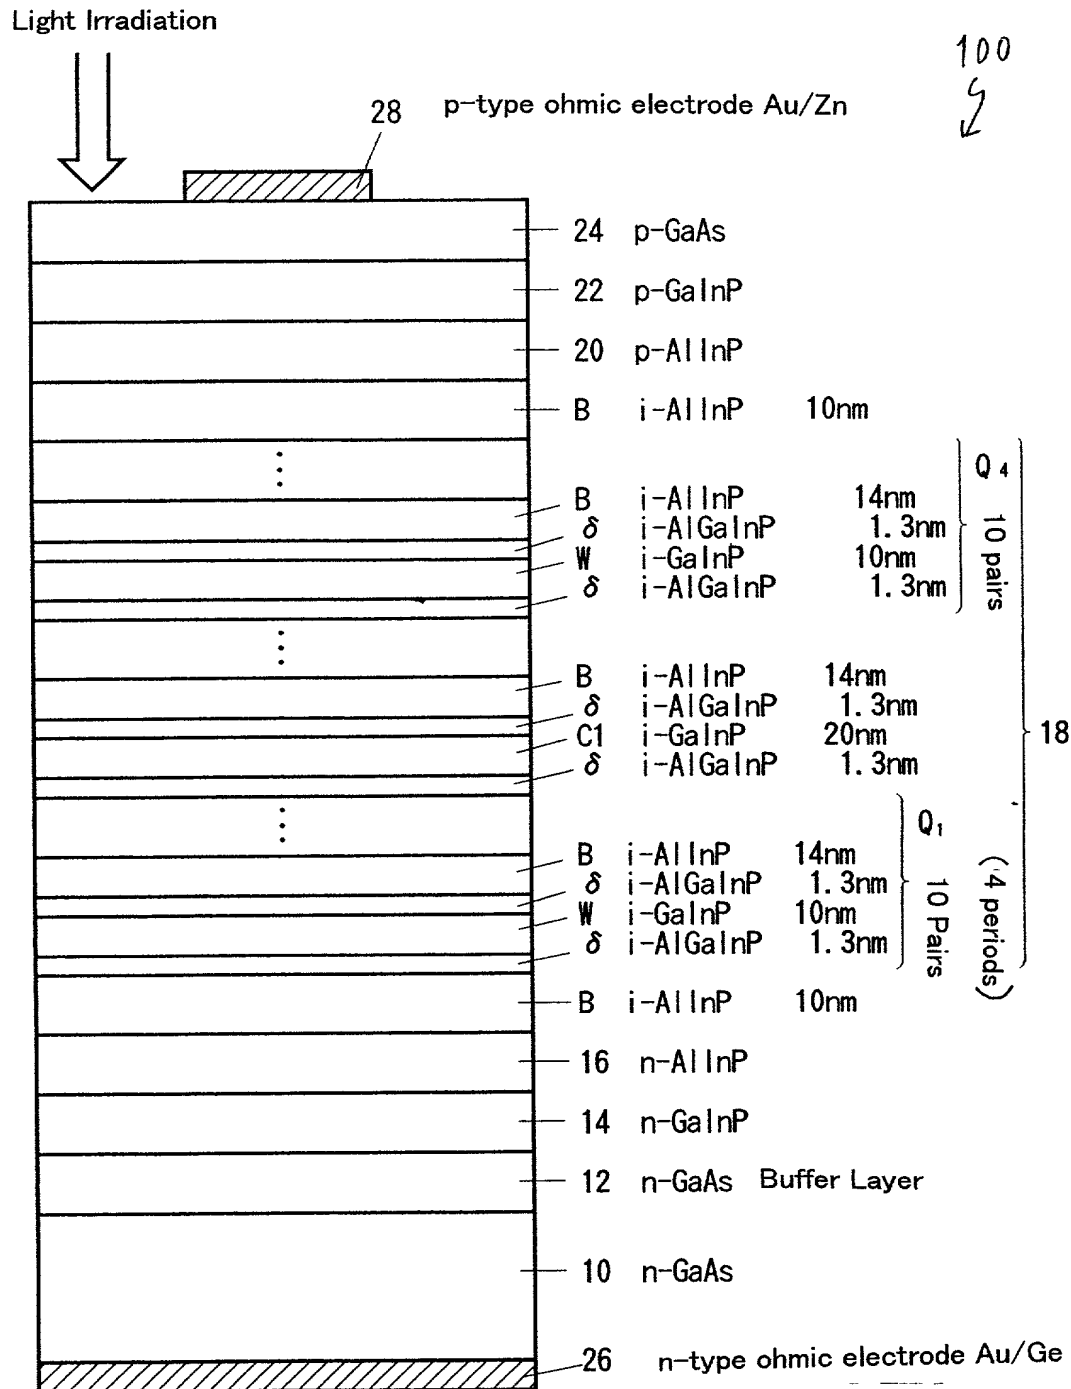 Light Irradiation
100
28 p-type ohmic electrode Au/Zn
24 p-GaAs
22 p-GaInP
20 p-AlInP
B i-AlInP 10nm
Q4
10 pairs
B i-AlInP 14nm
δ i-AlGaInP 1.3nm
W i-GaInP 10nm
δ i-AlGaInP 1.3nm
B i-AlInP 14nm
δ i-AlGaInP 1.3nm
C1 i-GaInP 20nm
δ i-AlGaInP 1.3nm
18
(4 periods)
Q1
10 Pairs
B i-AlInP 14nm
δ i-AlGaInP 1.3nm
W i-GaInP 10nm
δ i-AlGaInP 1.3nm
B i-AlInP 10nm
16 n-AlInP
14 n-GaInP
12 n-GaAs Buffer Layer
10 n-GaAs
26 n-type ohmic electrode Au/Ge